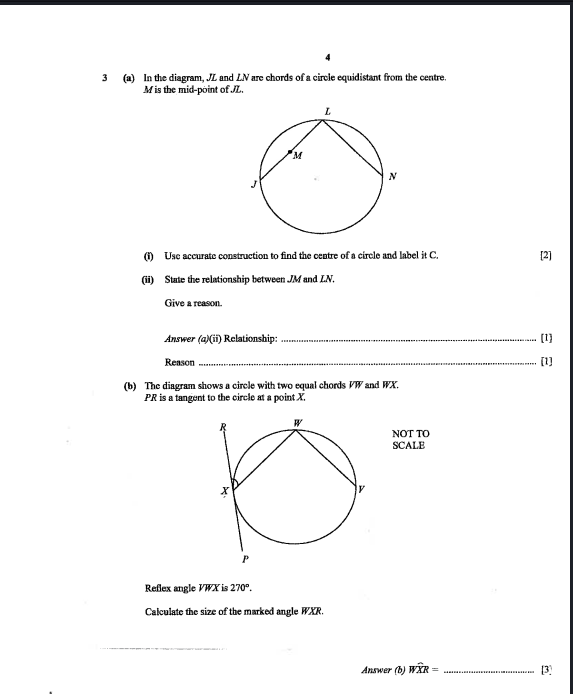 4
3 (a) In the diagram, JL and LN are chords of a circle equidistant from the centre.
M is the mid-point of JL.
L
M
J
N
(i) Use accurate construction to find the centre of a circle and label it C. [2]
(ii) State the relationship between JM and LN.
Give a reason.
Answer (a)(ii) Relationship: ........................................ [1]
Reason ........................................ [1]
(b) The diagram shows a circle with two equal chords VW and WX.
PR is a tangent to the circle at a point X.
R
W
NOT TO
SCALE
X
V
P
Reflex angle VWX is 270°.
Calculate the size of the marked angle WXR.
Answer (b) WX̂R = ........................................ [3]